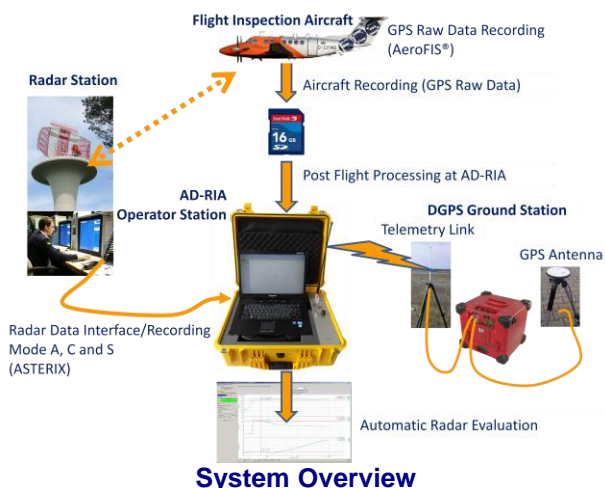 Flight Inspection Aircraft
GPS Raw Data Recording
(AeroFIS®)
Radar Station
Aircraft Recording (GPS Raw Data)
SanDisk
16 GB
Post Flight Processing at AD-RIA
AD-RIA
Operator Station
DGPS Ground Station
Telemetry Link
GPS Antenna
Radar Data Interface/Recording
Mode A, C and S
(ASTERIX)
Automatic Radar Evaluation
System Overview